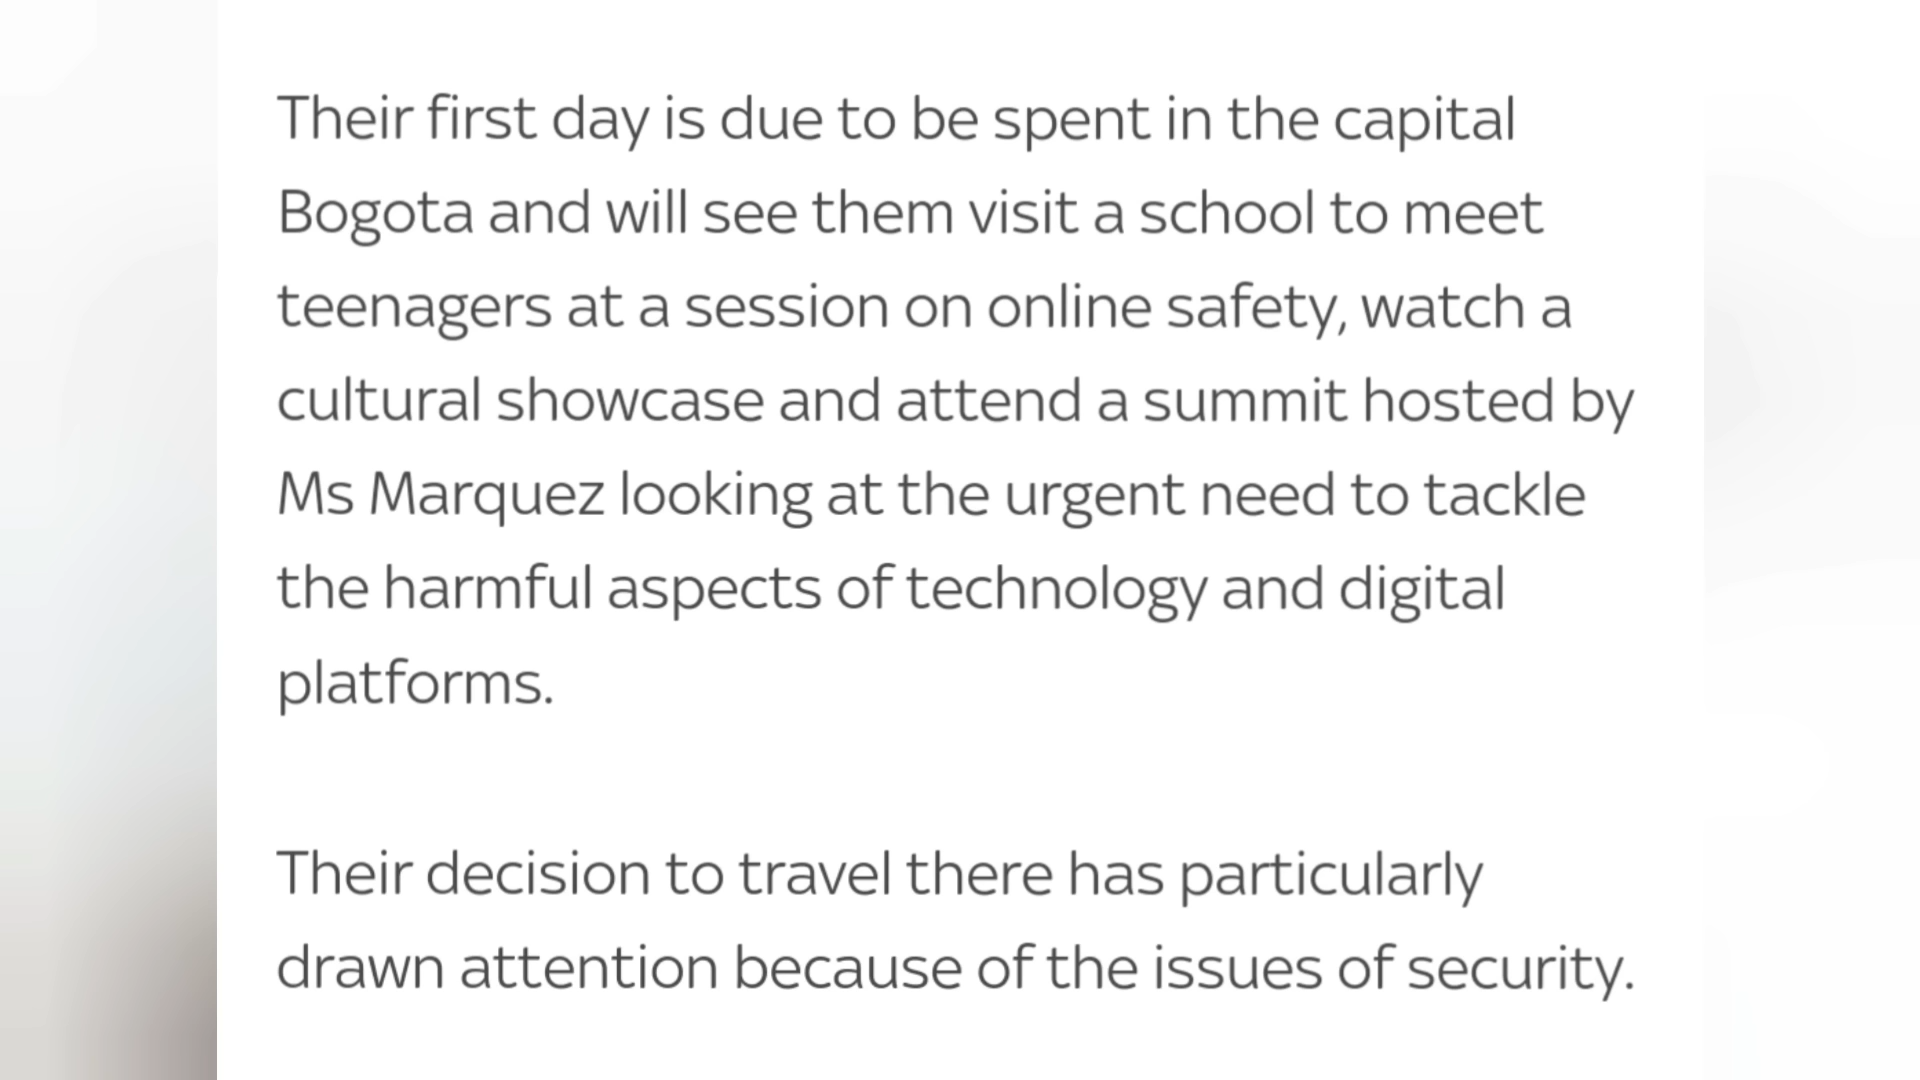 Their first day is due to be spent in the capital
Bogota and will see them visit a school to meet
teenagers at a session on online safety, watch a
cultural showcase and attend a summit hosted by
Ms Marquez looking at the urgent need to tackle
the harmful aspects of technology and digital
platforms.
Their decision to travel there has particularly
drawn attention because of the issues of security.